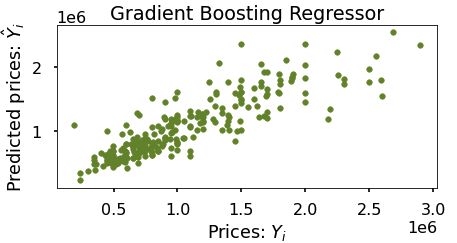 Gradient Boosting Regressor
1e6
Predicted prices: Ŷᵢ
2
1
0.5 1.0 1.5 2.0 2.5 3.0
1e6
Prices: Yᵢ